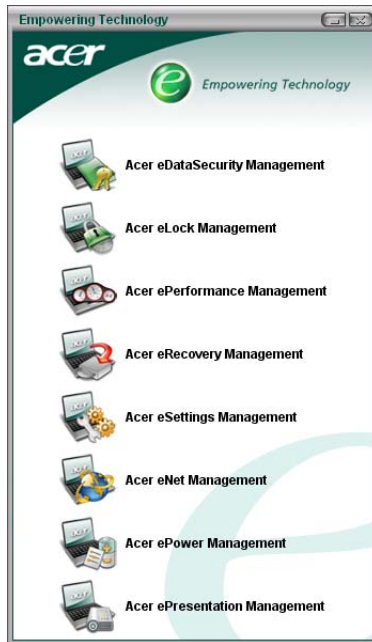 Empowering Technology
acer
e Empowering Technology
Acer eDataSecurity Management
Acer eLock Management
Acer ePerformance Management
Acer eRecovery Management
Acer eSettings Management
Acer eNet Management
Acer ePower Management
Acer ePresentation Management